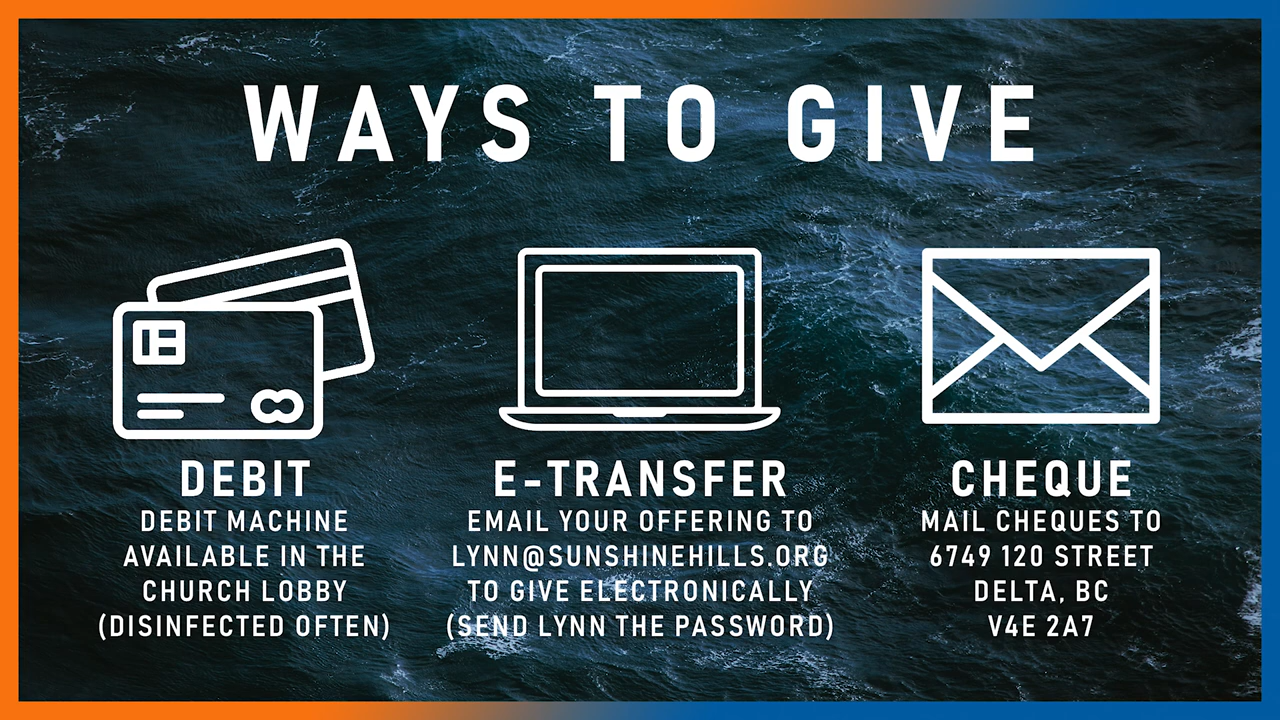 WAYS TO GIVE
DEBIT
DEBIT MACHINE
AVAILABLE IN THE
CHURCH LOBBY
(DISINFECTED OFTEN)
E-TRANSFER
EMAIL YOUR OFFERING TO
LYNN@SUNSHINEHILLS.ORG
TO GIVE ELECTRONICALLY
(SEND LYNN THE PASSWORD)
CHEQUE
MAIL CHEQUES TO
6749 120 STREET
DELTA, BC
V4E 2A7